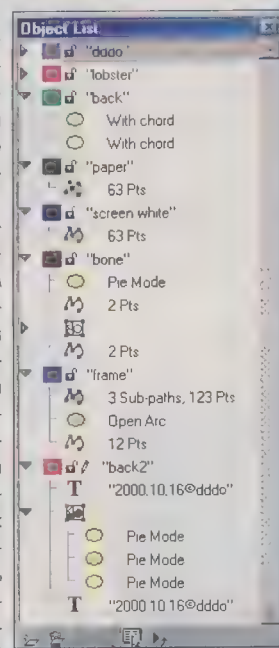 Object List
"dddo"
"lobster"
"back"
With chord
With chord
"paper"
63 Pts
"screen white"
63 Pts
"bone"
Pie Mode
2 Pts
2 Pts
"frame"
3 Sub-paths, 123 Pts
Open Arc
12 Pts
"back2"
T "2000.10.16©dddo"
Pie Mode
Pie Mode
Pie Mode
T "2000 10 16©dddo"